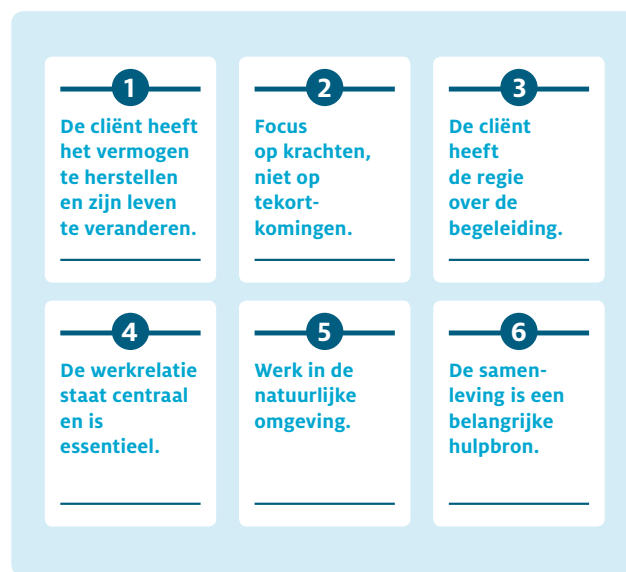 1
De cliënt heeft
het vermogen
te herstellen
en zijn leven
te veranderen.
2
Focus
op krachten,
niet op
tekort-
komingen.
3
De cliënt
heeft
de regie
over de
begeleiding.
4
De werkrelatie
staat centraal
en is
essentieel.
5
Werk in de
natuurlijke
omgeving.
6
De samen-
leving is een
belangrijke
hulpbron.